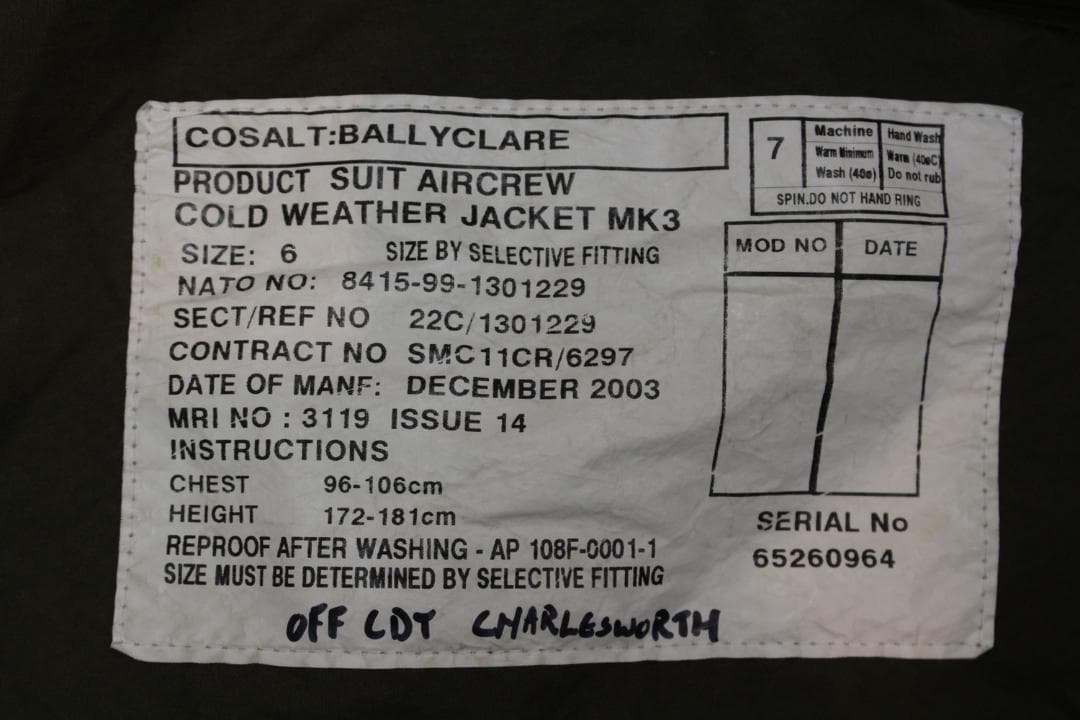 COSALT:BALLYCLARE
PRODUCT SUIT AIRCREW
COLD WEATHER JACKET MK3
SIZE: 6 SIZE BY SELECTIVE FITTING
NATO NO: 8415-99-1301229
SECT/REF NO 22C/1301229
CONTRACT NO SMC11CR/6297
DATE OF MANF: DECEMBER 2003
MRI NO : 3119 ISSUE 14
INSTRUCTIONS
CHEST 96-106cm
HEIGHT 172-181cm
REPROOF AFTER WASHING - AP 108F-0001-1
SIZE MUST BE DETERMINED BY SELECTIVE FITTING
OFF CDT CHARLESWORTH
7
Machine
Warm Minimum
Wash (40o)
Hand Wash
Warm (40oC)
Do not rub
SPIN.DO NOT HAND RING
MOD NO DATE
SERIAL No
65260964